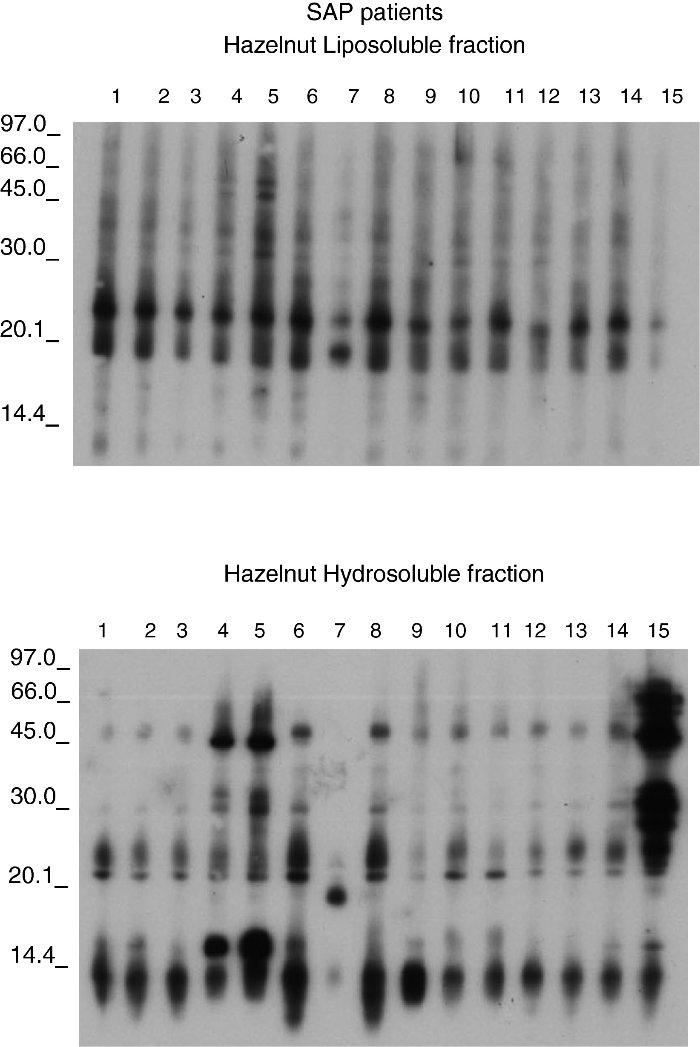 SAP patients
Hazelnut Liposoluble fraction
1 2 3 4 5 6 7 8 9 10 11 12 13 14 15
97.0_
66.0_
45.0_
30.0_
20.1_
14.4_
Hazelnut Hydrosoluble fraction
1 2 3 4 5 6 7 8 9 10 11 12 13 14 15
97.0_
66.0_
45.0_
30.0_
20.1_
14.4_